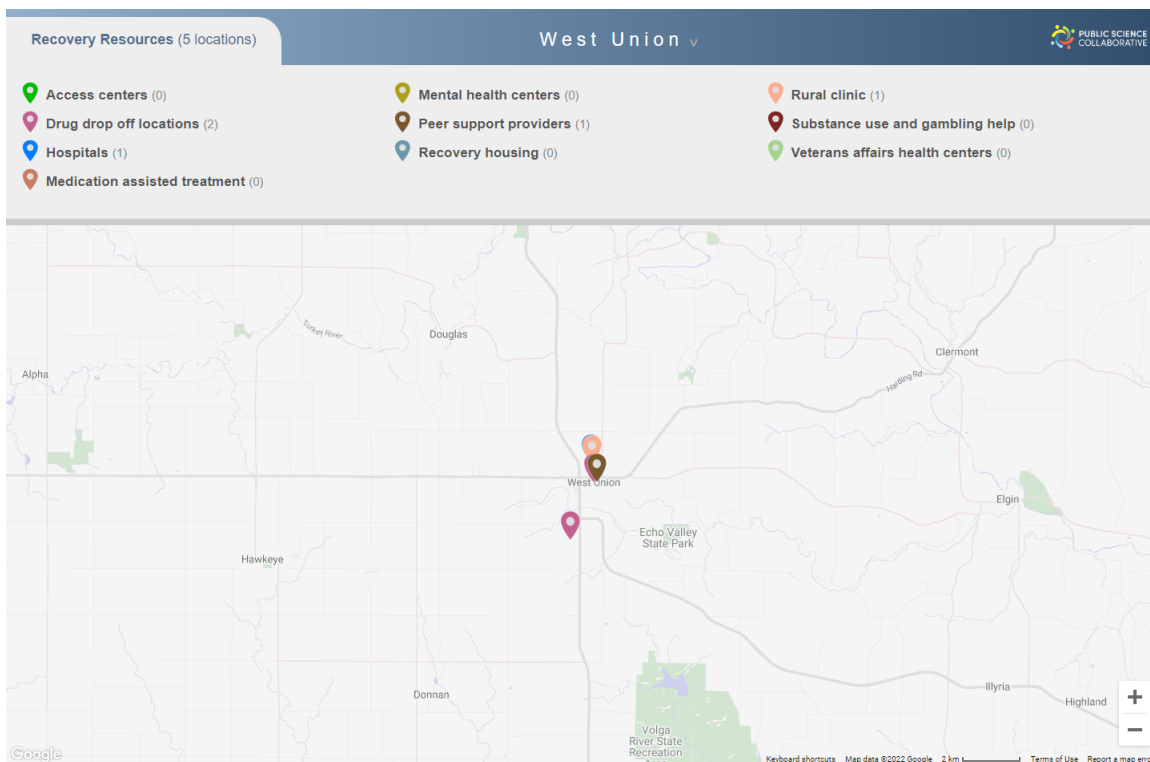 Recovery Resources (5 locations)
West Union v
PUBLIC SCIENCE
COLLABORATIVE
Access centers (0)
Drug drop off locations (2)
Hospitals (1)
Medication assisted treatment (0)
Mental health centers (0)
Peer support providers (1)
Recovery housing (0)
Rural clinic (1)
Substance use and gambling help (0)
Veterans affairs health centers (0)
Turkey River
Douglas
Alpha
Clermont
Harding Rd
West Union
Elgin
Echo Valley
State Park
Hawkeye
Donnan
Illyria
Highland
Volga
River State
Recreation
+
−
Google
Keyboard shortcuts Map data ©2022 Google 2 km Terms of Use Report a map erro